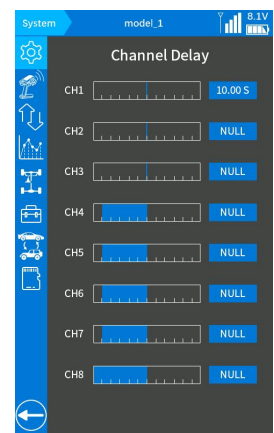 System model_1 8.1V
Channel Delay
CH1 10.00 S
CH2 NULL
CH3 NULL
CH4 NULL
CH5 NULL
CH6 NULL
CH7 NULL
CH8 NULL